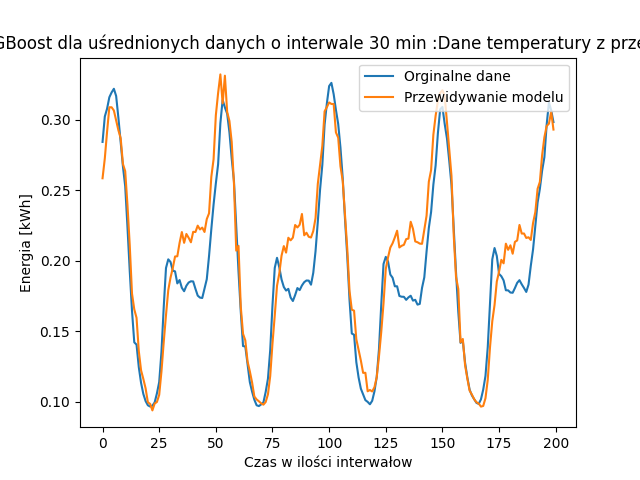 GBoost dla uśrednionych danych o interwale 30 min :Dane temperatury z prze
Orginalne dane
Przewidywanie modelu
Energia [kWh]
0.30
0.25
0.20
0.15
0.10
0 25 50 75 100 125 150 175 200
Czas w ilości interwałow